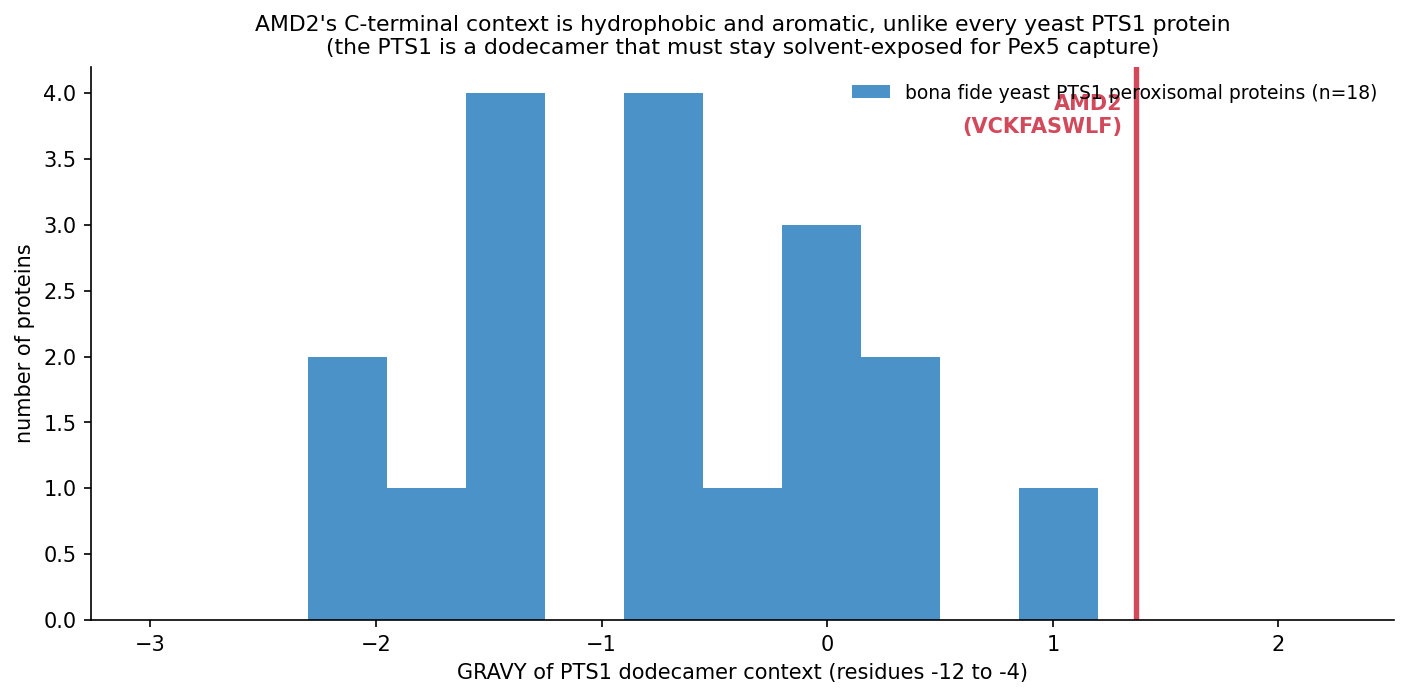 AMD2's C-terminal context is hydrophobic and aromatic, unlike every yeast PTS1 protein
(the PTS1 is a dodecamer that must stay solvent-exposed for Pex5 capture)
bona fide yeast PTS1 peroxisomal proteins (n=18)
AMD2
(VCKFASWLF)
number of proteins
4.0
3.5
3.0
2.5
2.0
1.5
1.0
0.5
0.0
−3 −2 −1 0 1 2
GRAVY of PTS1 dodecamer context (residues -12 to -4)